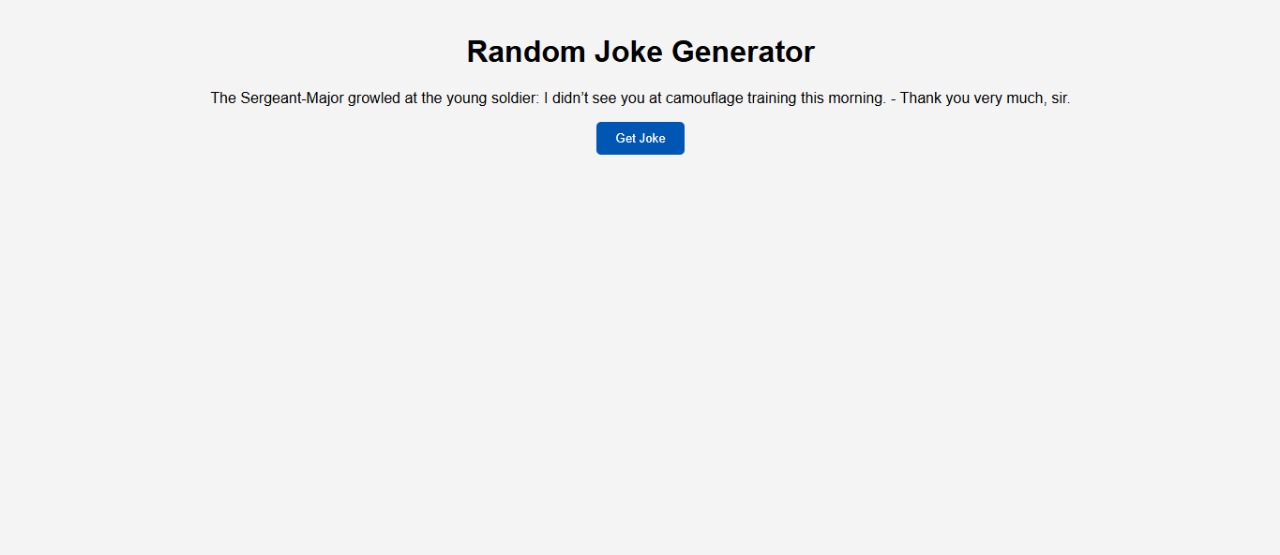 Random Joke Generator
The Sergeant-Major growled at the young soldier: I didn’t see you at camouflage training this morning. - Thank you very much, sir.
Get Joke